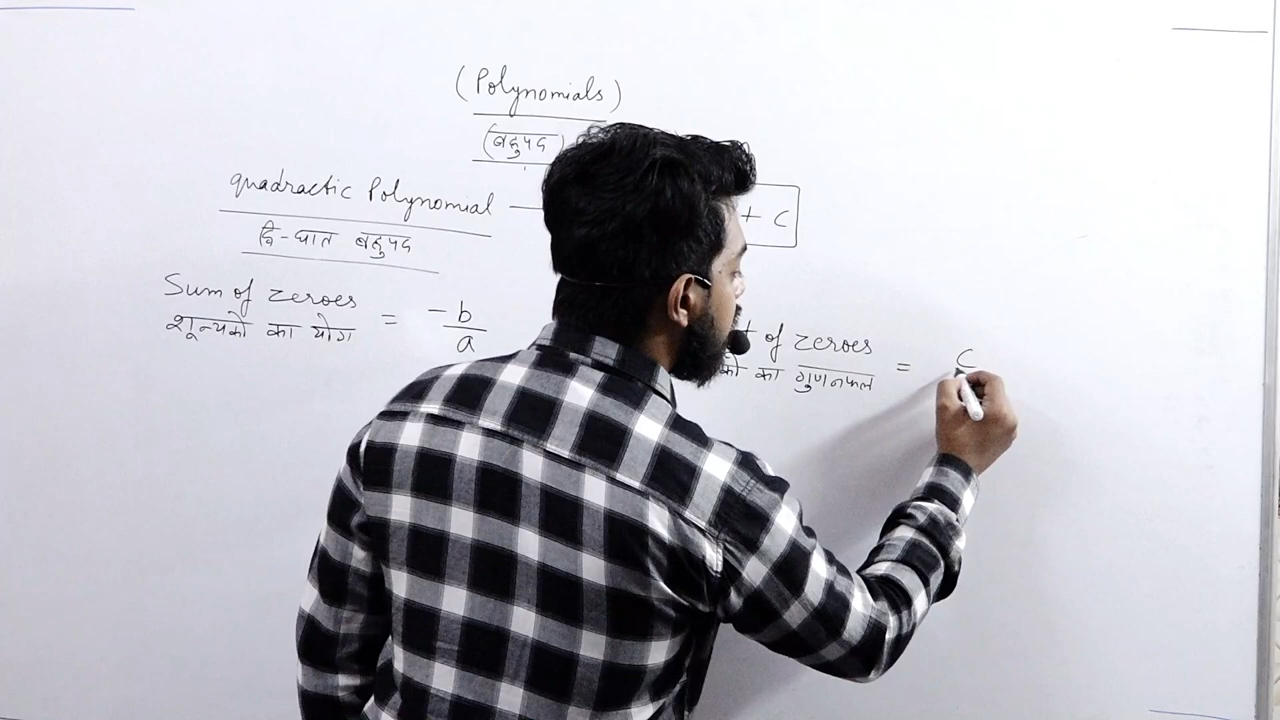 (Polynomials)
(बहुपद
quadractic Polynomial — + c
द्वि-घात बहुपद
Sum of zeroes = -b/a
शून्यको का योग
of zeroes = c
को का गुणनफल